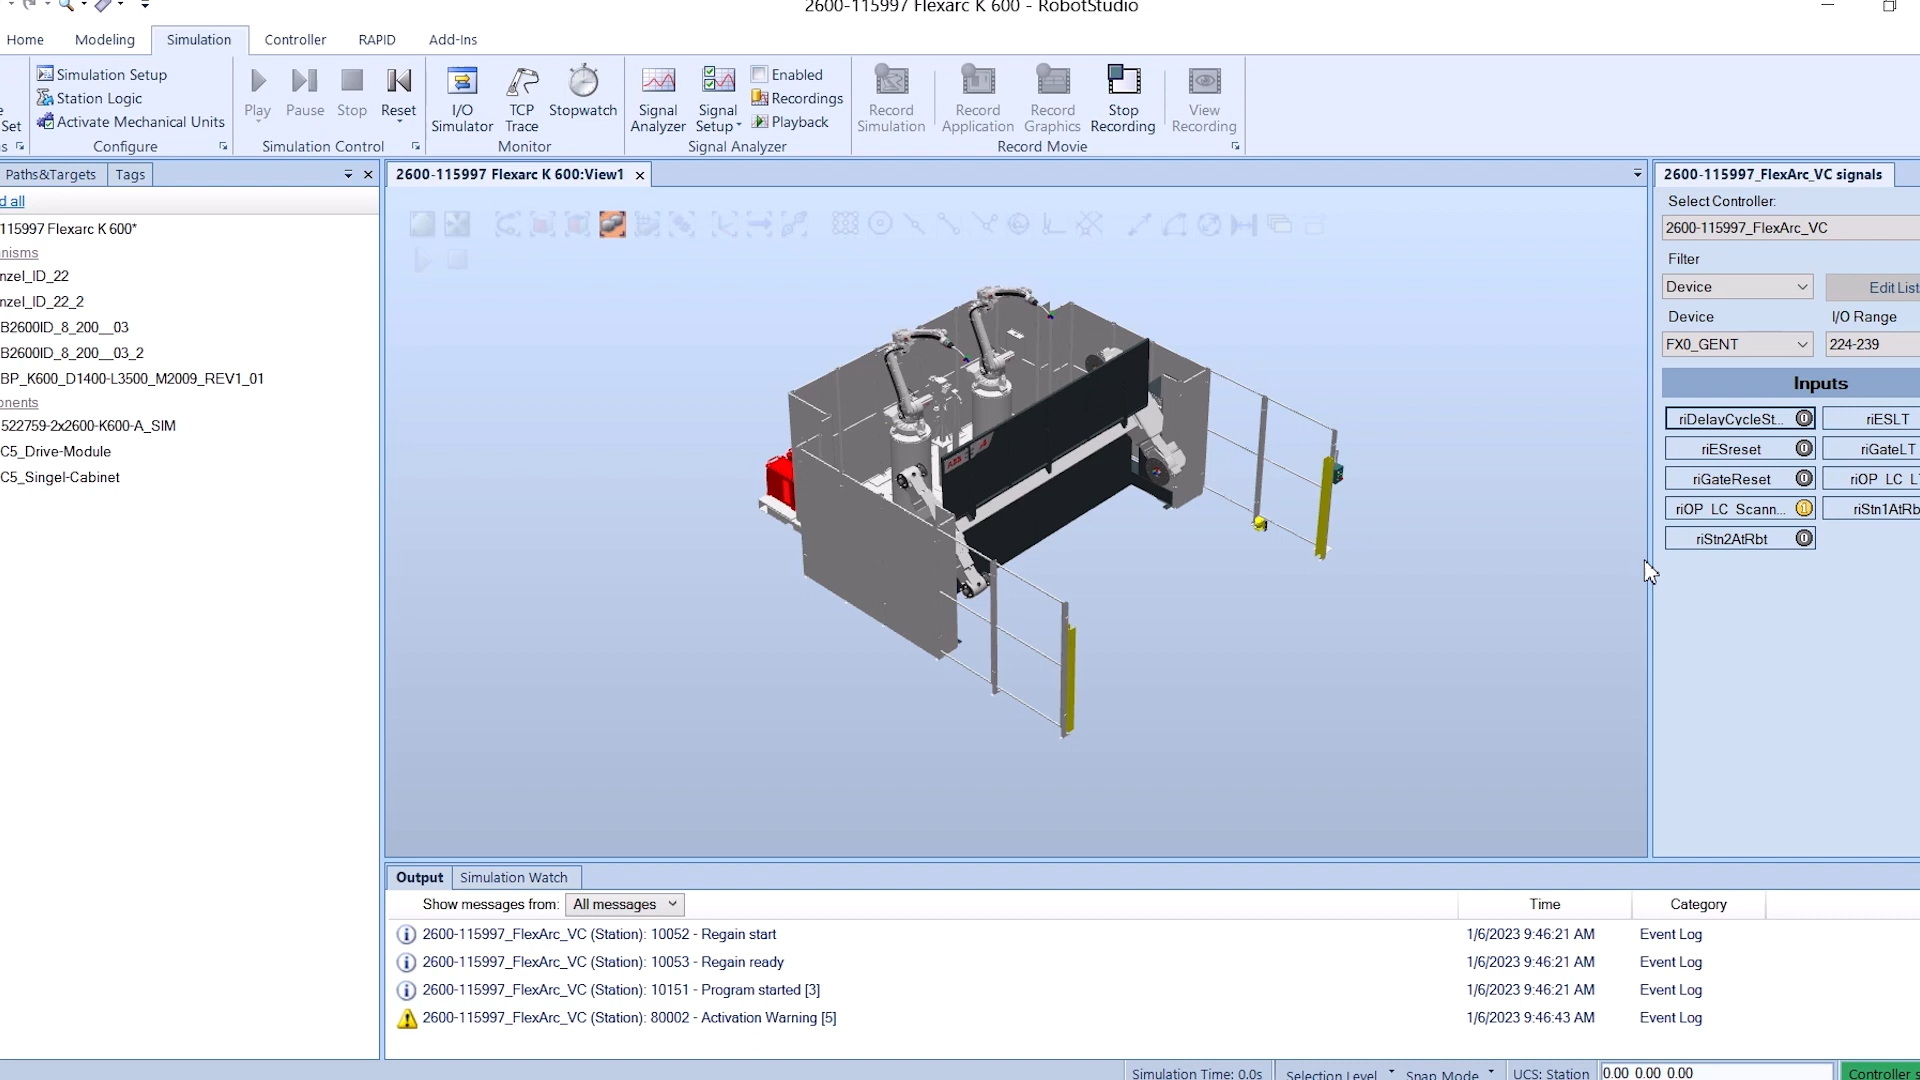 2600-115997 Flexarc K 600 - RobotStudio
Home Modeling Simulation Controller RAPID Add-Ins
Simulation Setup
Station Logic
Activate Mechanical Units
Set
Configure
Play Pause Stop Reset
Simulation Control
I/O Simulator
TCP Trace
Stopwatch
Monitor
Signal Analyzer
Signal Setup
Enabled
Recordings
Playback
Signal Analyzer
Record Simulation
Record Application
Record Graphics
Stop Recording
View Recording
Record Movie
Paths&Targets Tags
d all
115997 Flexarc K 600*
nisms
nzel_ID_22
nzel_ID_22_2
B2600ID_8_200__03
B2600ID_8_200__03_2
BP_K600_D1400-L3500_M2009_REV1_01
onents
522759-2x2600-K600-A_SIM
C5_Drive-Module
C5_Singel-Cabinet
2600-115997 Flexarc K 600:View1
ABB
2600-115997_FlexArc_VC signals
Select Controller:
2600-115997_FlexArc_VC
Filter
Device Edit List
Device I/O Range
FX0_GENT 224-239
Inputs
riDelayCycleSt... 0 riESLT
riESreset 0 riGateLT
riGateReset 0 riOP_LC_L
riOP_LC_Scann... 1 riStn1AtRb
riStn2AtRbt 0
Output Simulation Watch
Show messages from: All messages Time Category
2600-115997_FlexArc_VC (Station): 10052 - Regain start 1/6/2023 9:46:21 AM Event Log
2600-115997_FlexArc_VC (Station): 10053 - Regain ready 1/6/2023 9:46:21 AM Event Log
2600-115997_FlexArc_VC (Station): 10151 - Program started [3] 1/6/2023 9:46:21 AM Event Log
2600-115997_FlexArc_VC (Station): 80002 - Activation Warning [5] 1/6/2023 9:46:43 AM Event Log
Simulation Time: 0.0s Selection Level Snap Mode UCS: Station 0.00 0.00 0.00 Controller s